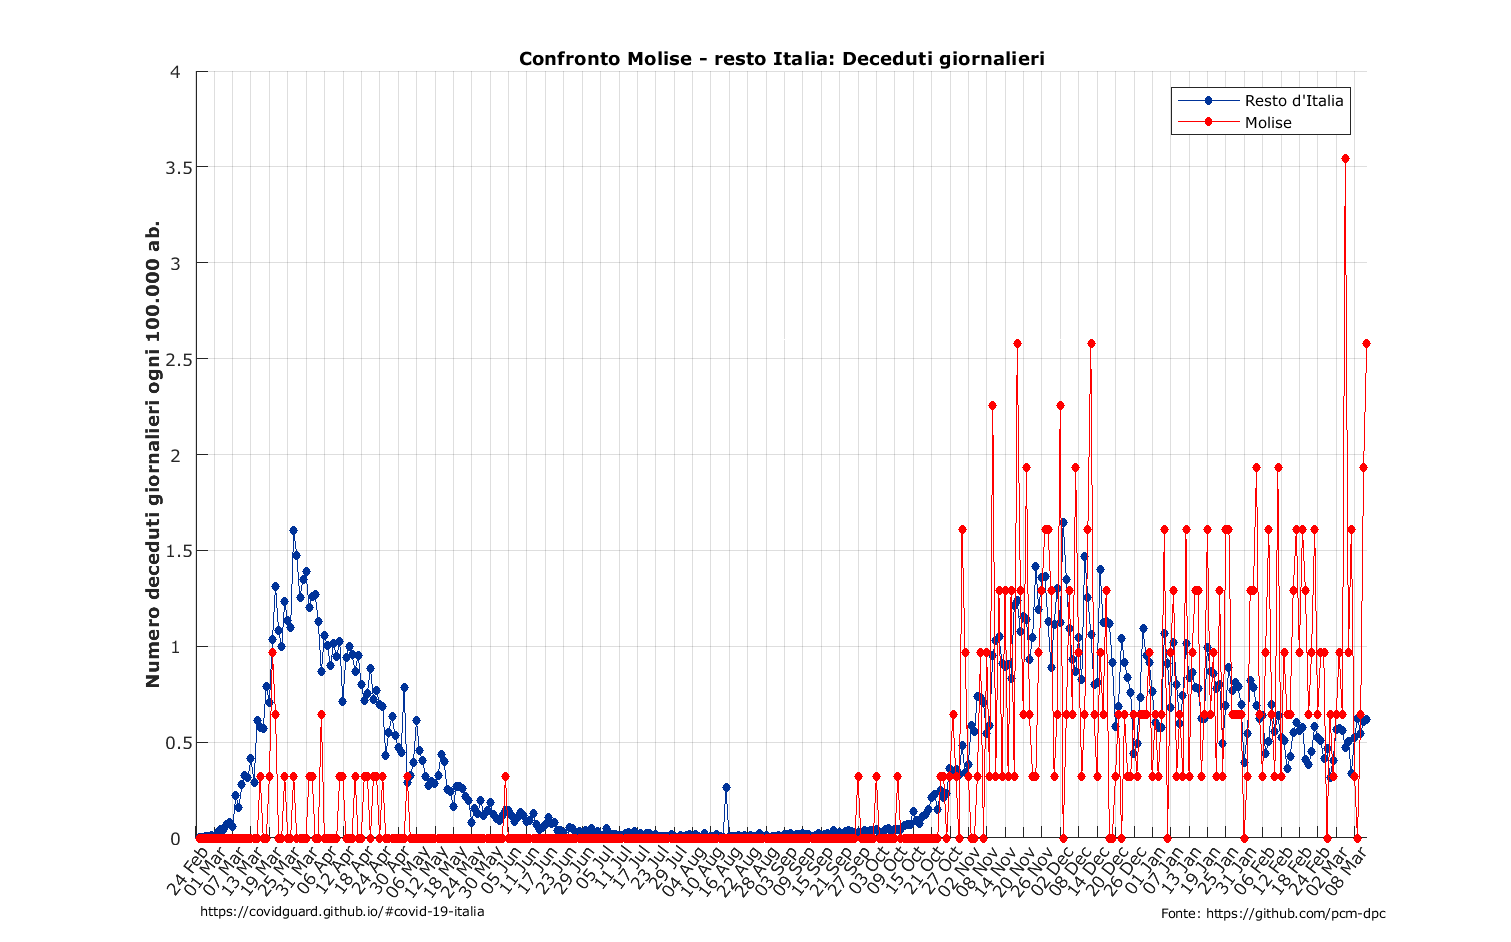 Confronto Molise - resto Italia: Deceduti giornalieri
Resto d'Italia
Molise
Numero deceduti giornalieri ogni 100.000 ab.
4
3.5
3
2.5
2
1.5
1
0.5
0
24 Feb
01 Mar
07 Mar
13 Mar
19 Mar
25 Mar
31 Mar
06 Apr
12 Apr
18 Apr
24 Apr
30 Apr
06 May
12 May
18 May
24 May
30 May
05 Jun
11 Jun
17 Jun
23 Jun
29 Jun
05 Jul
11 Jul
17 Jul
23 Jul
29 Jul
04 Aug
10 Aug
16 Aug
22 Aug
28 Aug
03 Sep
09 Sep
15 Sep
21 Sep
27 Sep
03 Oct
09 Oct
15 Oct
21 Oct
27 Oct
02 Nov
08 Nov
14 Nov
20 Nov
26 Nov
02 Dec
08 Dec
14 Dec
20 Dec
26 Dec
01 Jan
07 Jan
13 Jan
19 Jan
25 Jan
31 Jan
06 Feb
12 Feb
18 Feb
24 Feb
02 Mar
08 Mar
https://covidguard.github.io/#covid-19-italia
Fonte: https://github.com/pcm-dpc